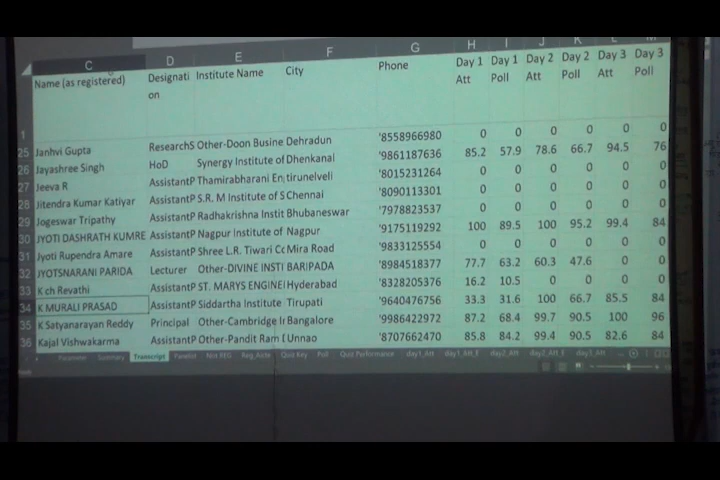 C D E F G H I J K L M
Name (as registered) Designati on Institute Name City Phone Day 1 Att Day 1 Poll Day 2 Att Day 2 Poll Day 3 Att Day 3 Poll
1
25 Janhvi Gupta ResearchS Other-Doon Busine Dehradun '8558966980 0 0 0 0 0 0
26 Jayashree Singh HoD Synergy Institute of Dhenkanal '9861187636 85.2 57.9 78.6 66.7 94.5 76
27 Jeeva R AssistantP Thamirabharani En tirunelveli '8015231264 0 0 0 0 0 0
28 Jitendra Kumar Katiyar AssistantP S.R. M Institute of S Chennai '8090113301 0 0 0 0 0 0
29 Jogeswar Tripathy AssistantP Radhakrishna Instit Bhubaneswar '7978823537 0 0 0 0 0 0
30 JYOTI DASHRATH KUMRE AssistantP Nagpur Institute of Nagpur '9175119292 100 89.5 100 95.2 99.4 84
31 Jyoti Rupendra Amare AssistantP Shree L.R. Tiwari Cc Mira Road '9833125554 0 0 0 0 0 0
32 JYOTSNARANI PARIDA Lecturer Other-DIVINE INSTI BARIPADA '8984518377 77.7 63.2 60.3 47.6 0 0
33 K ch Revathi AssistantP ST. MARYS ENGINEI Hyderabad '8328205376 16.2 10.5 0 0 0 0
34 K MURALI PRASAD AssistantP Siddartha Institute Tirupati '9640476756 33.3 31.6 100 66.7 85.5 84
35 K Satyanarayan Reddy Principal Other-Cambridge Ir Bangalore '9986422972 87.2 68.4 99.7 90.5 100 96
36 Kajal Vishwakarma AssistantP Other-Pandit Ram [ Unnao '8707662470 85.8 84.2 99.4 90.5 82.6 84
Summary Transcript Panelist Not REG Quiz Key Poll Quiz Performance day1_Att day1_Att_R day2_Att day2_Att_R day3_Att